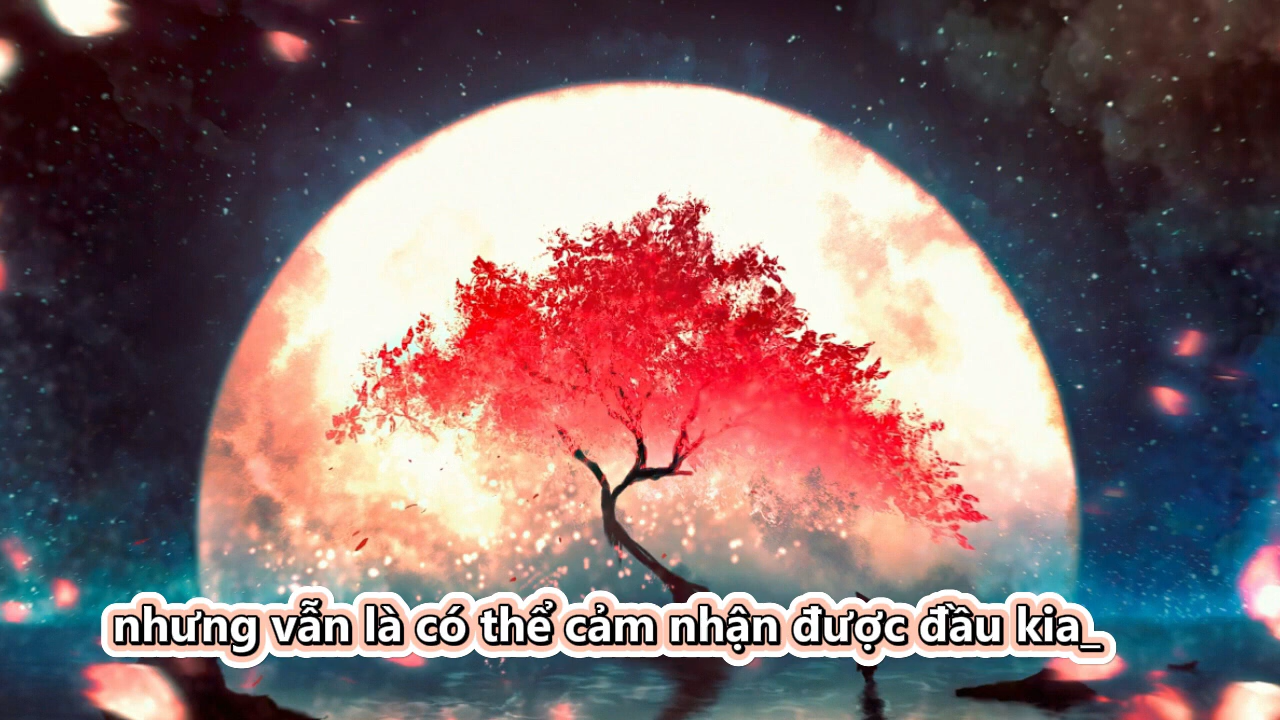 nhưng vẫn là có thể cảm nhận được đầu kia_